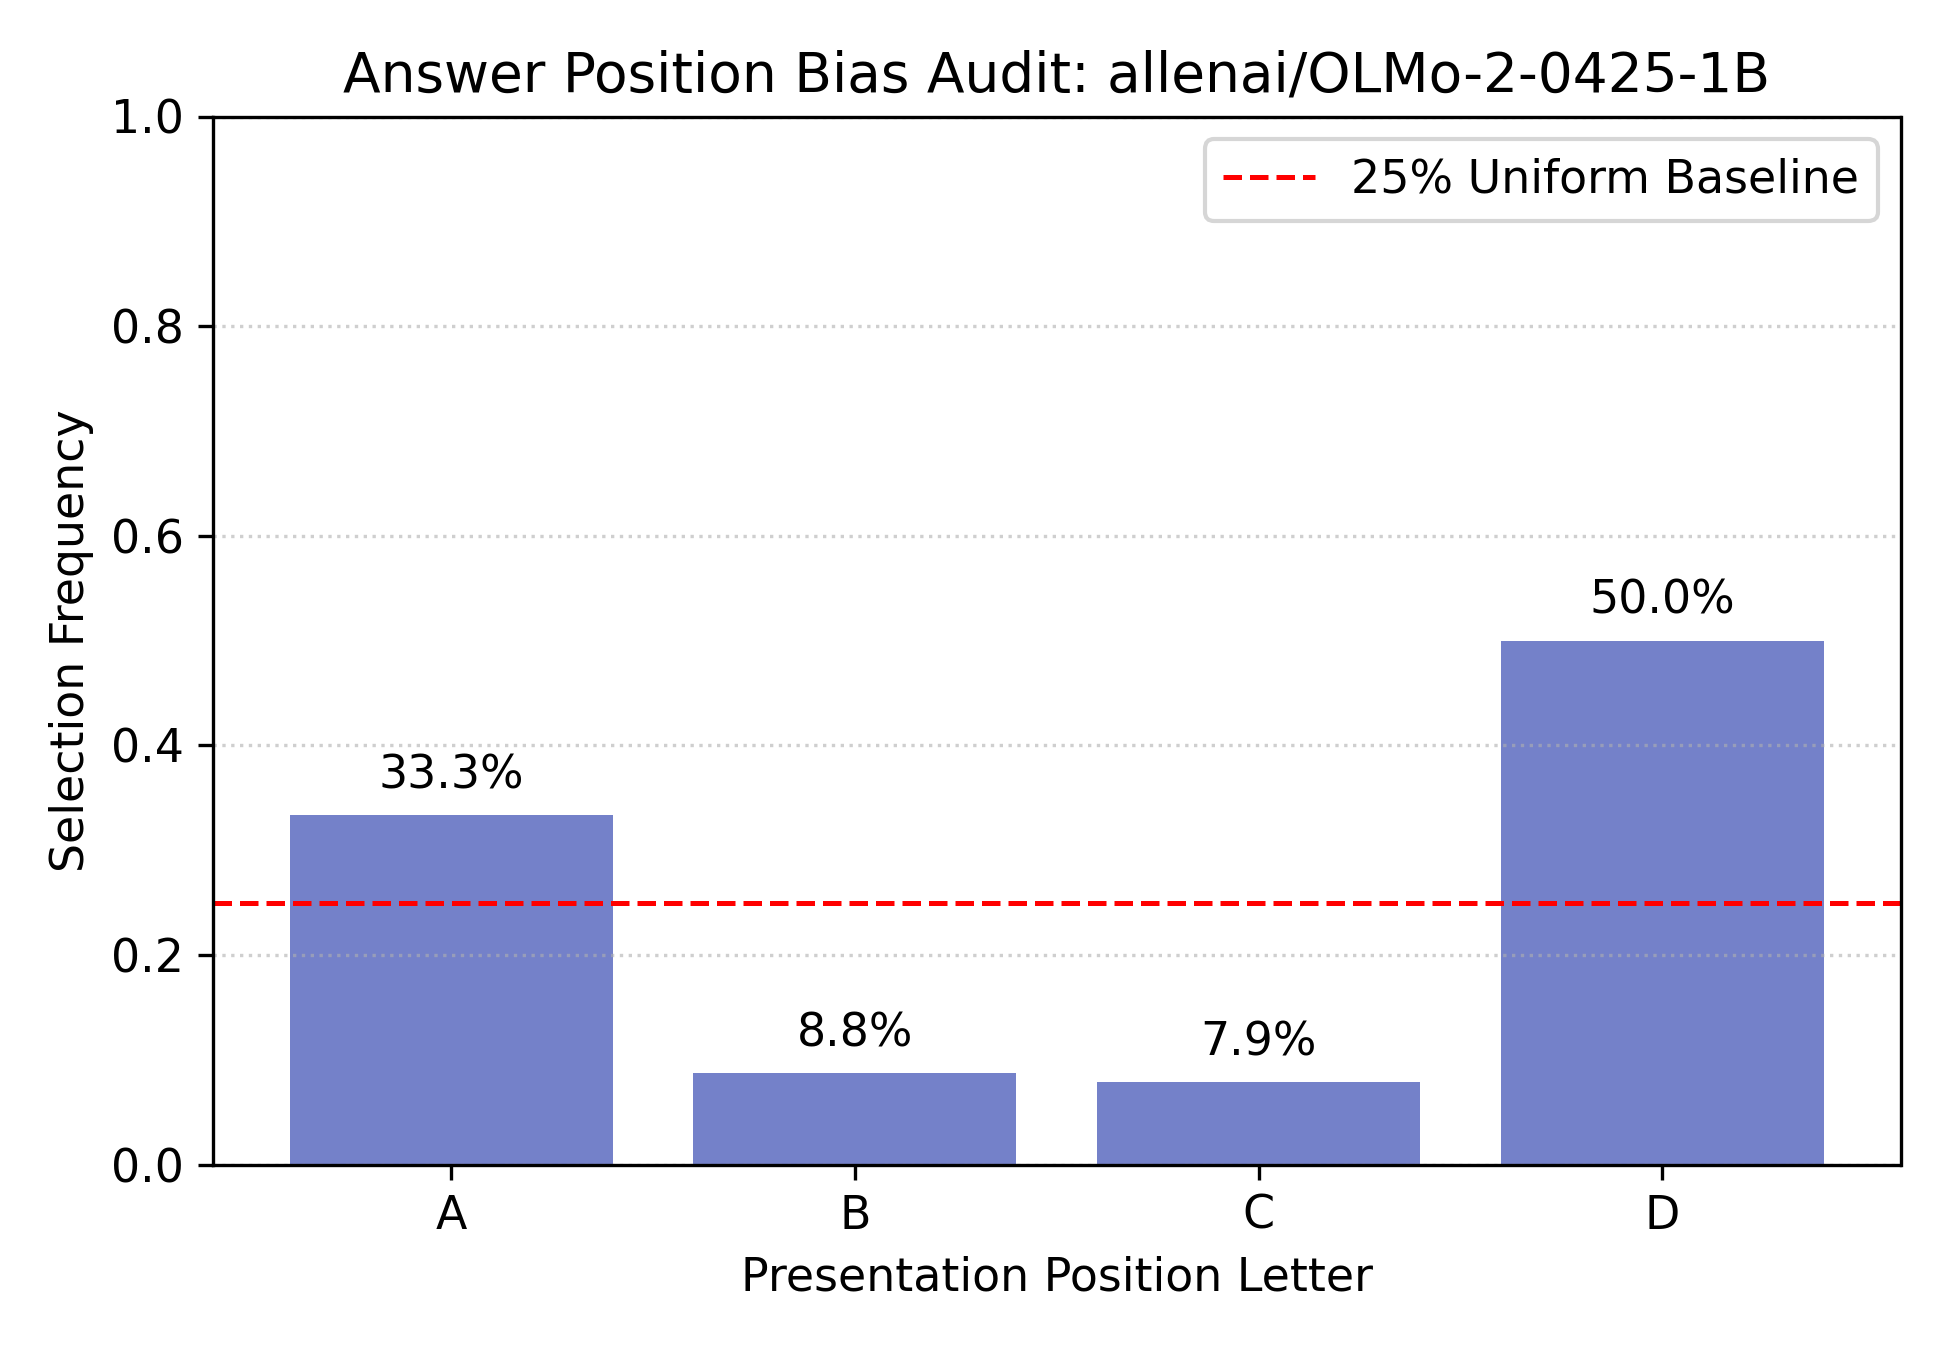 Answer Position Bias Audit: allenai/OLMo-2-0425-1B
25% Uniform Baseline
Selection Frequency
1.0
0.8
0.6
0.4
0.2
0.0
33.3%
8.8%
7.9%
50.0%
A B C D
Presentation Position Letter